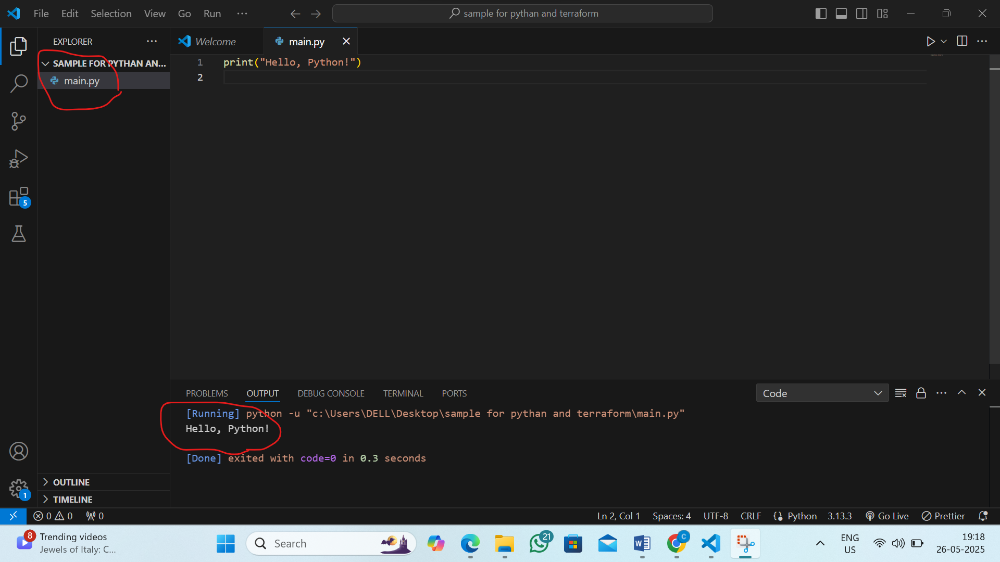 File Edit Selection View Go Run ···
sample for pythan and terraform
EXPLORER ···
Welcome
main.py
SAMPLE FOR PYTHAN AN...
main.py
1 print("Hello, Python!")
2
5
PROBLEMS OUTPUT DEBUG CONSOLE TERMINAL PORTS
Code
[Running] python -u "c:\Users\DELL\Desktop\sample for pythan and terraform\main.py"
Hello, Python!
[Done] exited with code=0 in 0.3 seconds
OUTLINE
1
TIMELINE
0 0 0
Ln 2, Col 1 Spaces: 4 UTF-8 CRLF {} Python 3.13.3 Go Live Prettier
8
Trending videos
Jewels of Italy: C...
Search
21
W
C
ENG
US
19:18
26-05-2025